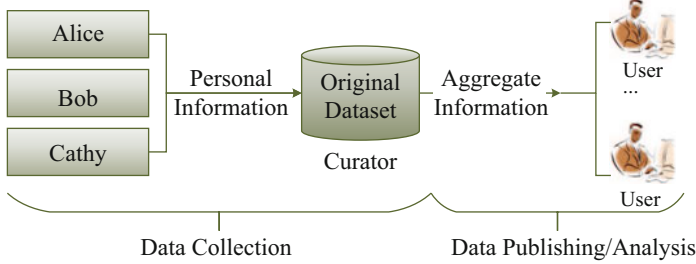 Alice
Bob
Cathy
Personal
Information
Original
Dataset
Curator
Aggregate
Information
User
...
User
Data Collection
Data Publishing/Analysis